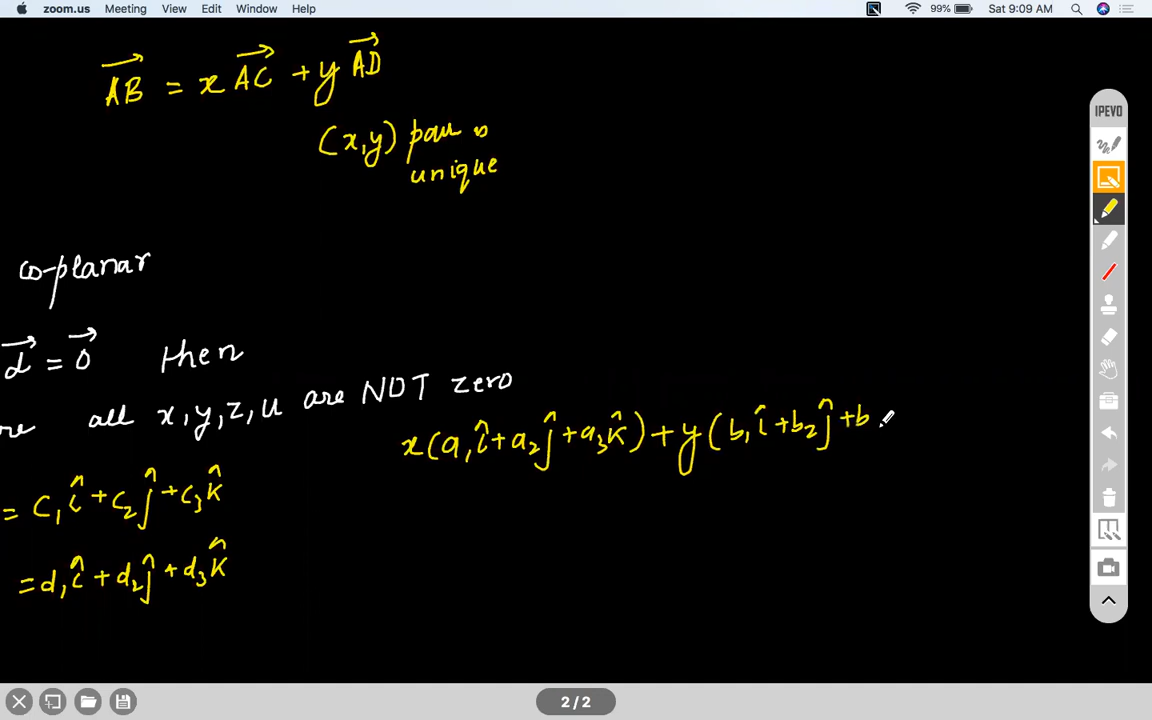 zoom.us Meeting View Edit Window Help 99% Sat 9:09 AM
AB = x AC + y AD
(x,y) pair is
unique
IPEVO
co-planar
d = 0 then
re all x, y, z, u are NOT zero
x(a₁î+a₂ĵ+a₃k̂)+y(b₁î+b₂ĵ+b
= c₁î+c₂ĵ+c₃k̂
=d₁î+d₂ĵ+d₃k̂
2/2